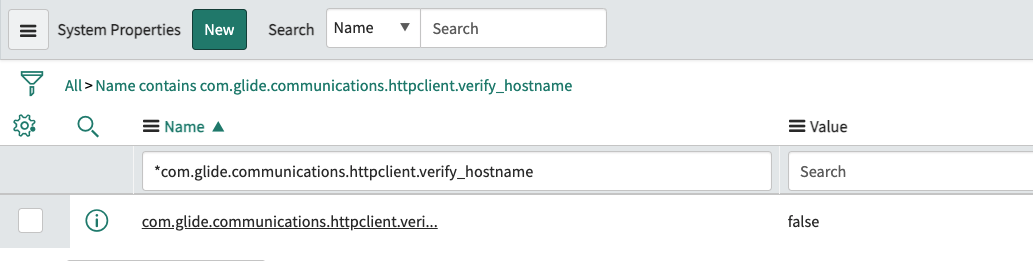 System Properties New Search Name Search
All > Name contains com.glide.communications.httpclient.verify_hostname
Name Value
*com.glide.communications.httpclient.verify_hostname Search
com.glide.communications.httpclient.veri... false